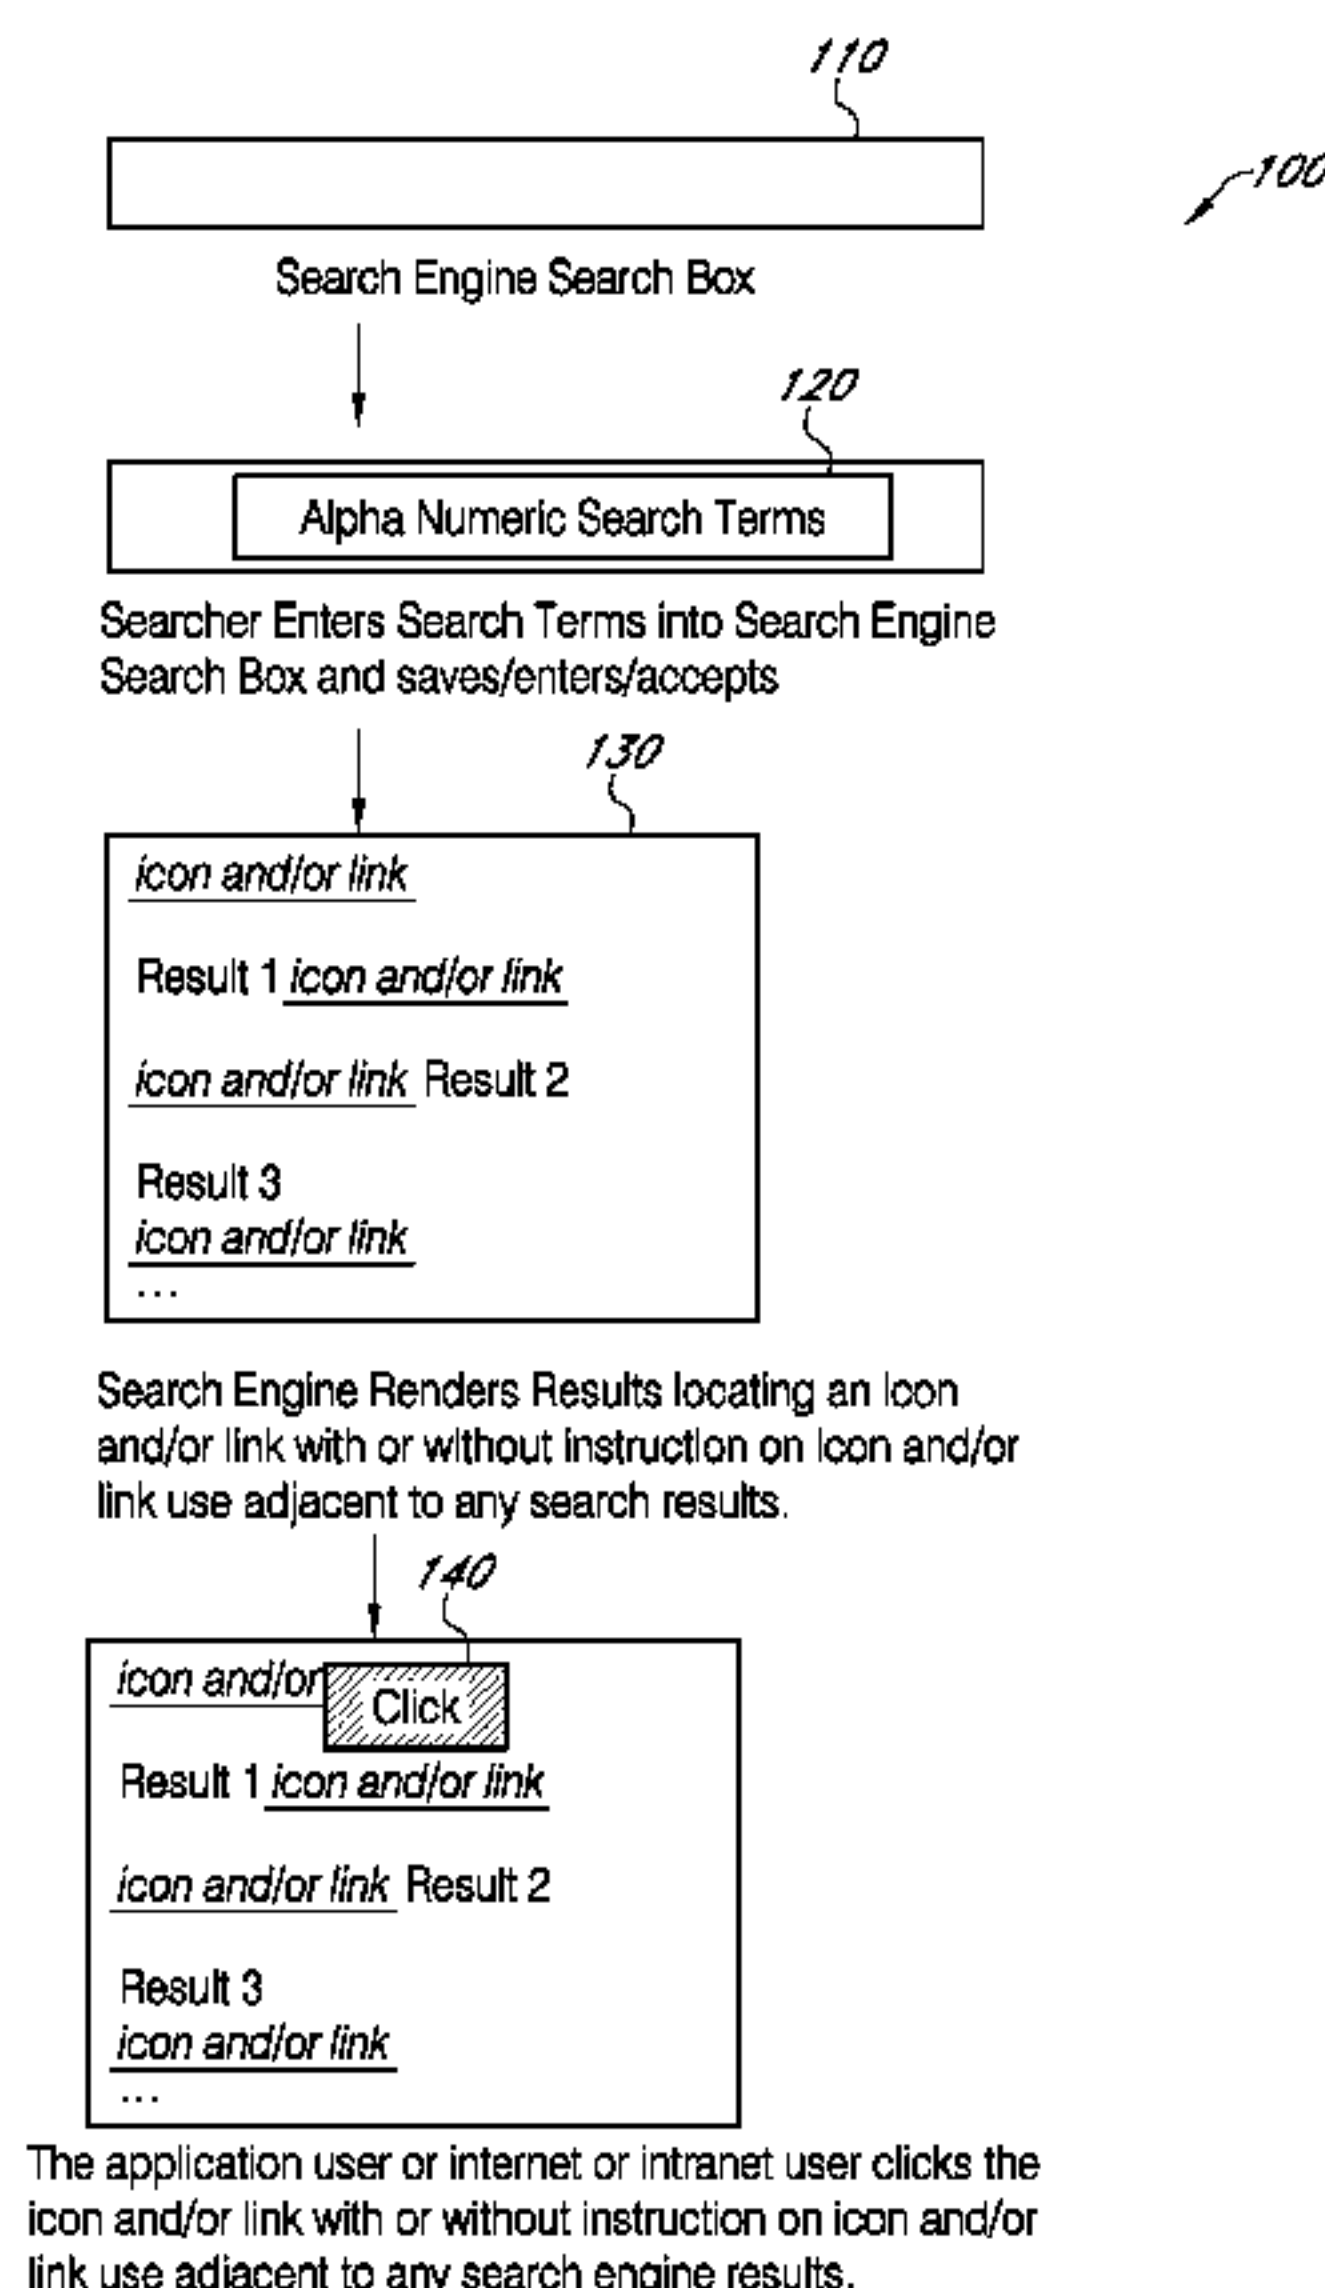 110
100
Search Engine Search Box
120
Alpha Numeric Search Terms
Searcher Enters Search Terms into Search Engine
Search Box and saves/enters/accepts
130
icon and/or link
Result 1 icon and/or link
icon and/or link Result 2
Result 3
icon and/or link
...
Search Engine Renders Results locating an Icon
and/or link with or without instruction on Icon and/or
link use adjacent to any search results.
140
icon and/or
Click
Result 1 icon and/or link
icon and/or link Result 2
Result 3
icon and/or link
...
The application user or internet or intranet user clicks the
icon and/or link with or without instruction on icon and/or
link use adjacent to any search engine results.